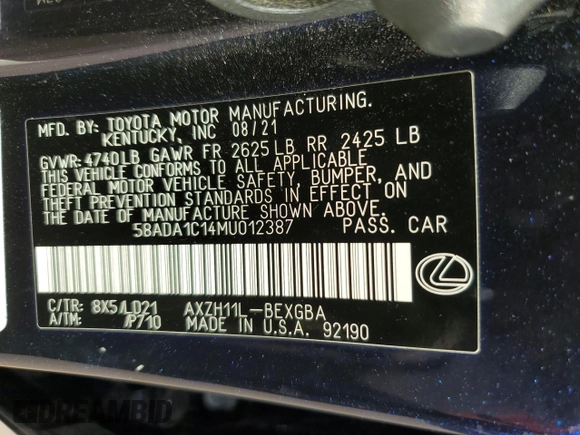 MFD. BY: TOYOTA MOTOR MANUFACTURING.
KENTUCKY, INC 08/21
GVWR: 4740LB GAWR FR 2625 LB RR 2425 LB
THIS VEHICLE CONFORMS TO ALL APPLICABLE
FEDERAL MOTOR VEHICLE SAFETY, BUMPER, AND
THEFT PREVENTION STANDARDS IN EFFECT ON
THE DATE OF MANUFACTURE SHOWN ABOVE.
58ADA1C14MU012387 PASS. CAR
C/TR: 8X5/LD21 AXZH11L-BEXGBA
A/TM: /P710 MADE IN U.S.A. 92190
DREAMBID